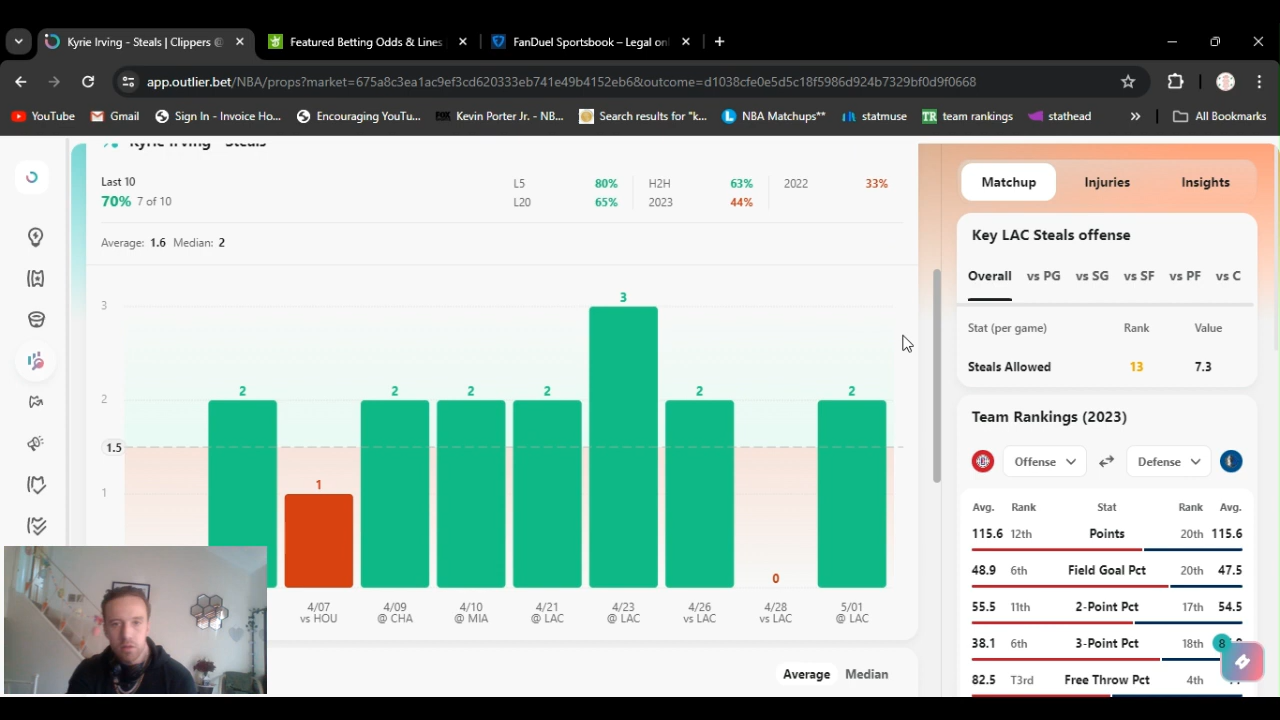 Kyrie Irving - Steals | Clippers @
Featured Betting Odds & Lines
FanDuel Sportsbook – Legal onl
app.outlier.bet/NBA/props?market=675a8c3ea1ac9ef3cd620333eb741e49b4152eb6&outcome=d1038cfe0e5d5c18f5986d924b7329bf0d9f0668
YouTube Gmail Sign In - Invoice Ho... Encouraging YouTu... Kevin Porter Jr. - NB... Search results for "k... NBA Matchups** statmuse team rankings stathead » All Bookmarks
Kyrie Irving - Steals
Last 10 L5 80% H2H 63% 2022 33%
70% 7 of 10 L20 65% 2023 44%
Average: 1.6 Median: 2
3
2
1.5
1
2
1
2
2
2
3
2
0
2
4/07 4/09 4/10 4/21 4/23 4/26 4/28 5/01
vs HOU @ CHA @ MIA @ LAC @ LAC vs LAC vs LAC @ LAC
Average Median
Matchup Injuries Insights
Key LAC Steals offense
Overall vs PG vs SG vs SF vs PF vs C
Stat (per game) Rank Value
Steals Allowed 13 7.3
Team Rankings (2023)
Offense Defense
Avg. Rank Stat Rank Avg.
115.6 12th Points 20th 115.6
48.9 6th Field Goal Pct 20th 47.5
55.5 11th 2-Point Pct 17th 54.5
38.1 6th 3-Point Pct 18th
82.5 T3rd Free Throw Pct 4th